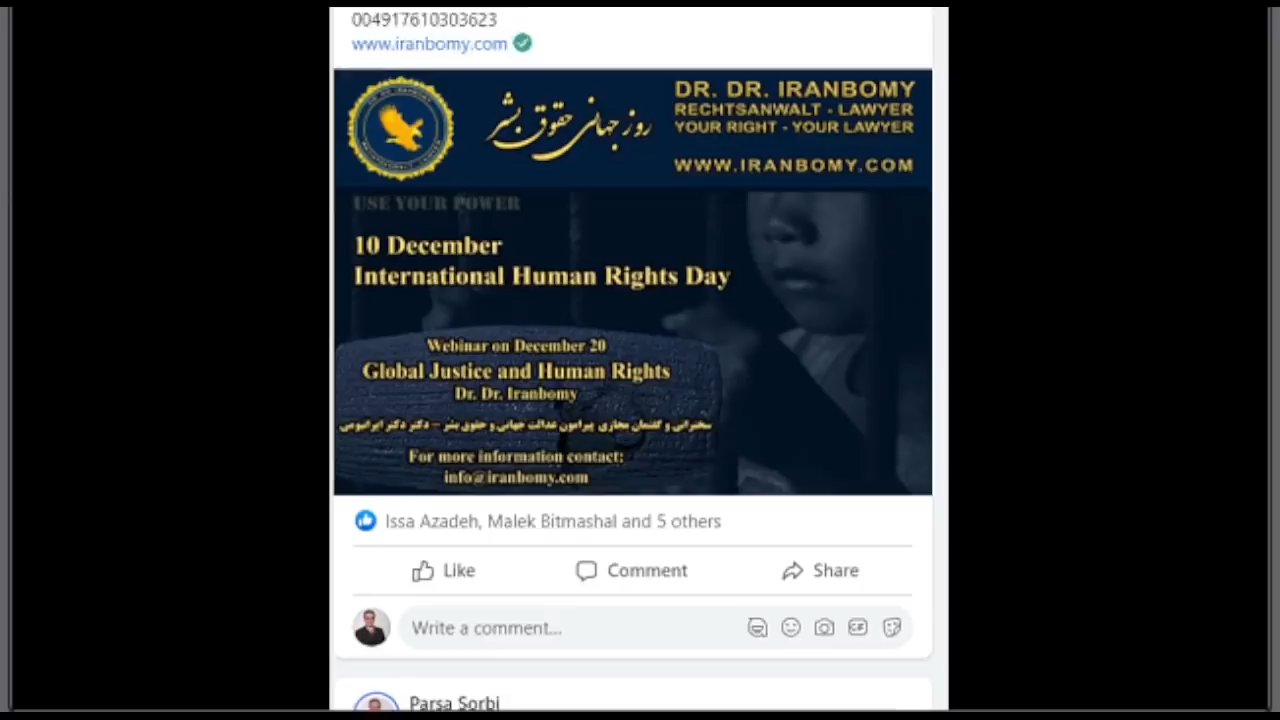 004917610303623
www.iranbomy.com
روز جهانی حقوق بشر
DR. DR. IRANBOMY
RECHTSANWALT - LAWYER
YOUR RIGHT - YOUR LAWYER
WWW.IRANBOMY.COM
USE YOUR POWER
10 December
International Human Rights Day
Webinar on December 20
Global Justice and Human Rights
Dr. Dr. Iranbomy
سخنرانی و گفتمان مجازی پیرامون عدالت جهانی و حقوق بشر – دکتر دکتر ایرانبومی
For more information contact:
info@iranbomy.com
Issa Azadeh, Malek Bitmashal and 5 others
Like
Comment
Share
Write a comment...
GIF
Parsa Sorbi